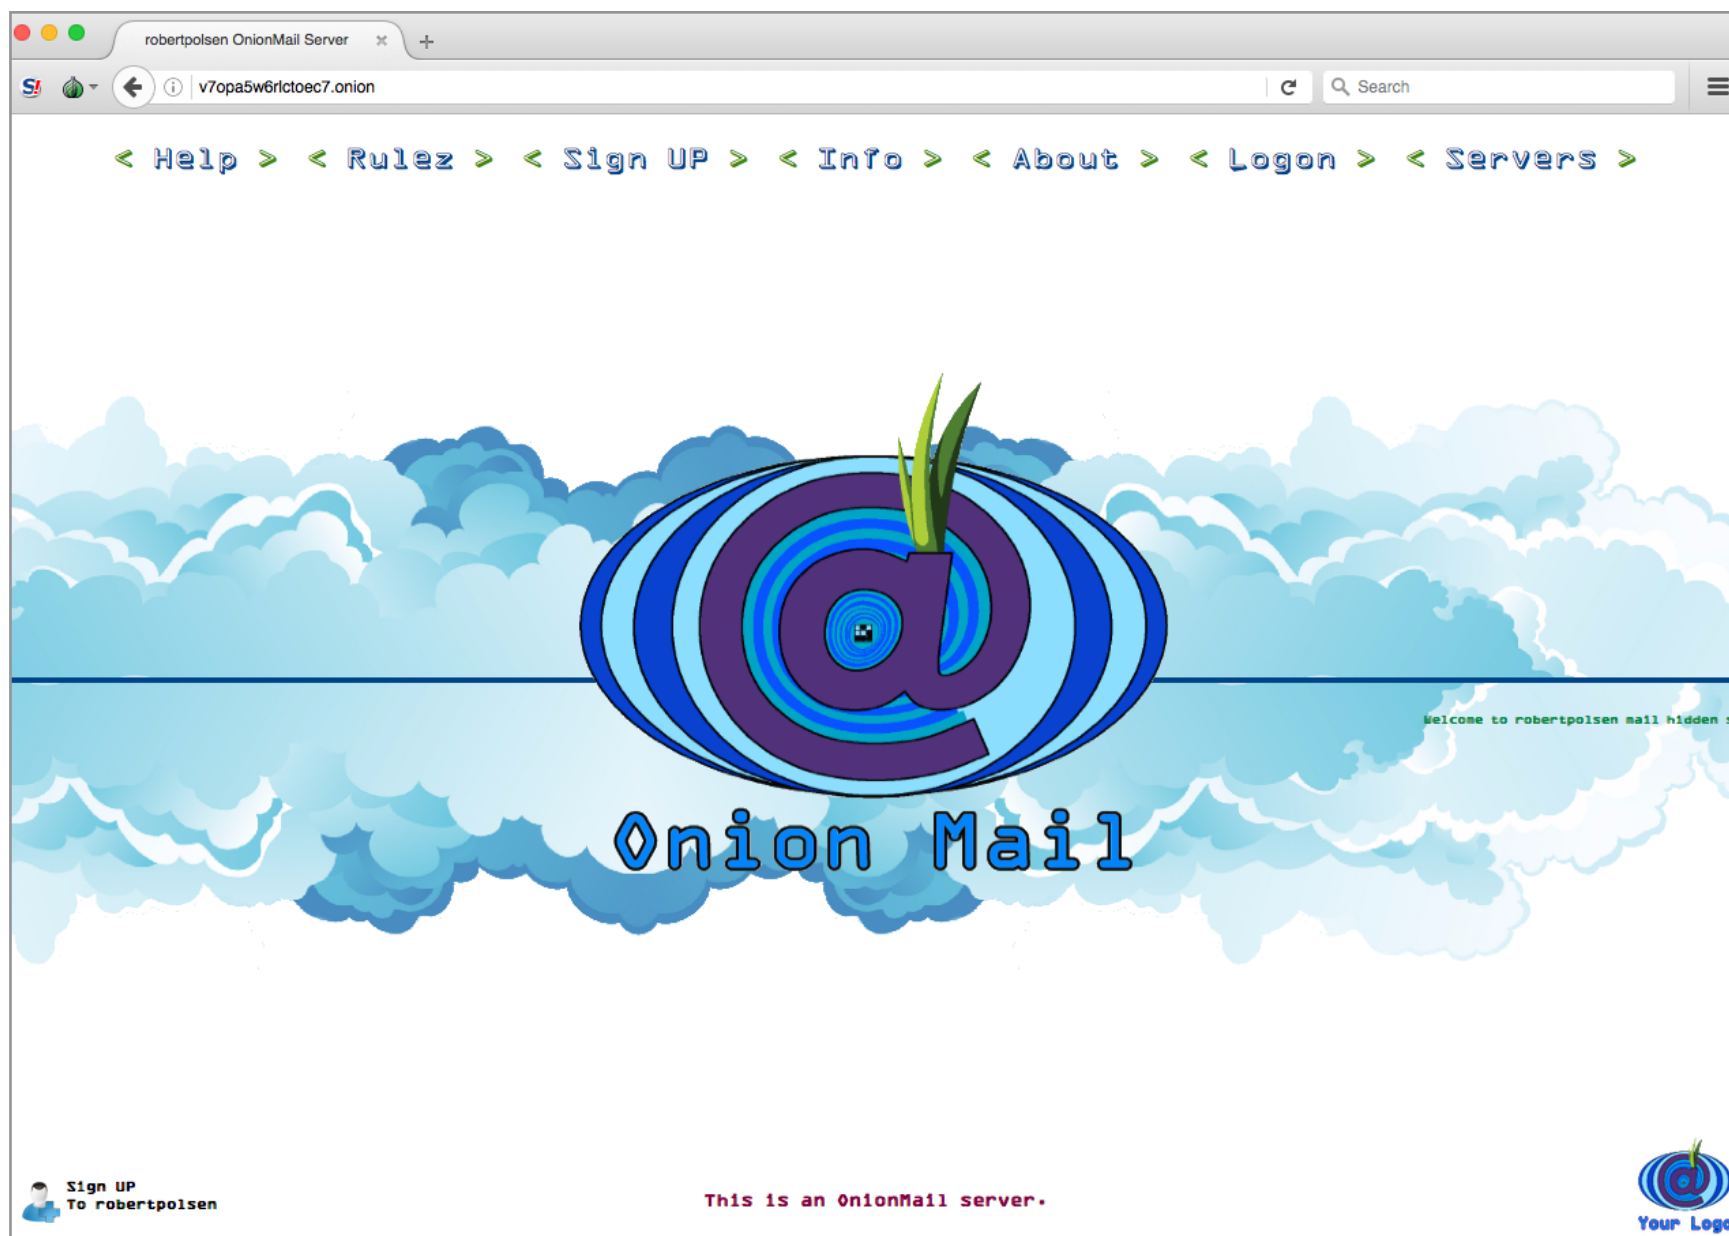 robertpolsen OnionMail Server
v7opa5w6rlctoec7.onion
Search
< Help > < Rulez > < Sign UP > < Info > < About > < Logon > < Servers >
Welcome to robertpolsen mail hidden s
Onion Mail
Sign UP
To robertpolsen
This is an OnionMail server.
Your Logo